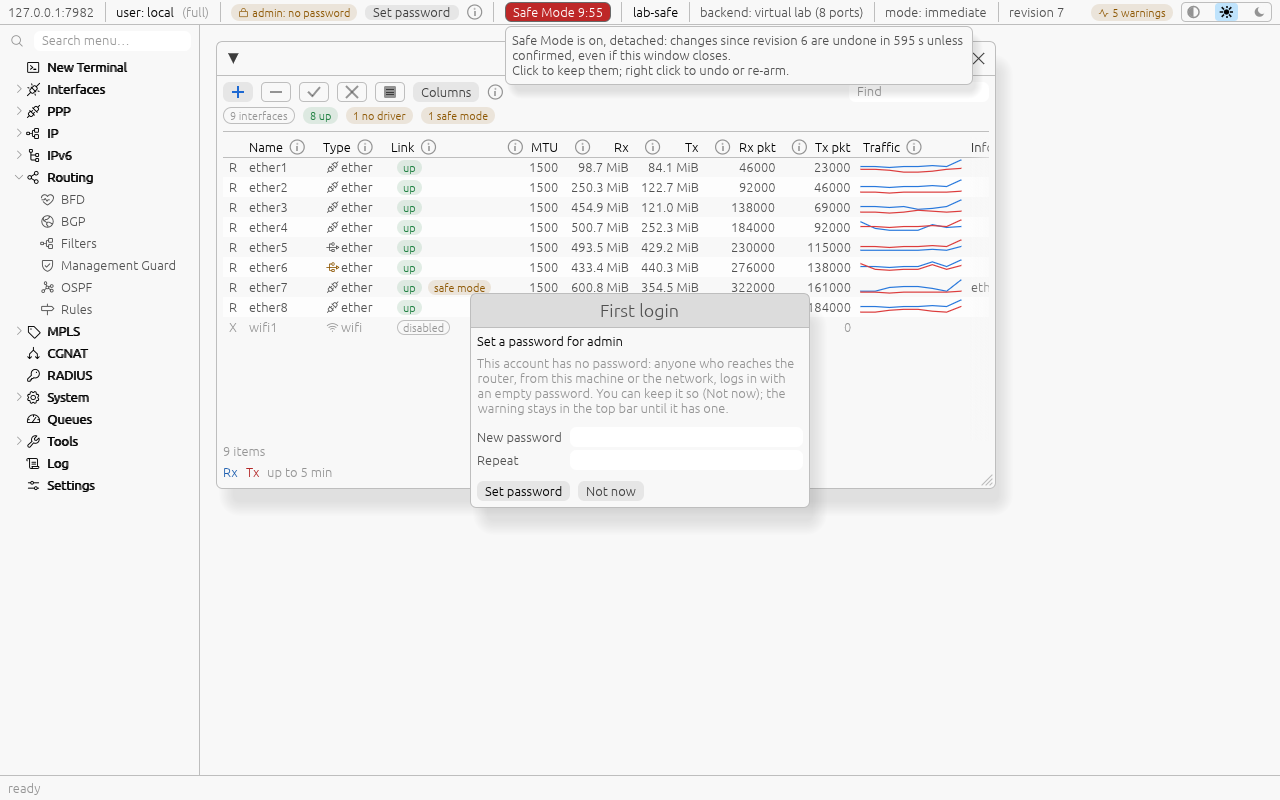 127.0.0.1:7982 user: local (full) admin: no password Set password Safe Mode 9:55 lab-safe backend: virtual lab (8 ports) mode: immediate revision 7 5 warnings
Safe Mode is on, detached: changes since revision 6 are undone in 595 s unless
confirmed, even if this window closes.
Click to keep them; right click to undo or re-arm.
Search menu...
New Terminal
Interfaces
PPP
IP
IPv6
Routing
BFD
BGP
Filters
Management Guard
OSPF
Rules
MPLS
CGNAT
RADIUS
System
Queues
Tools
Log
Settings
Columns Find
9 interfaces 8 up 1 no driver 1 safe mode
Name Type Link MTU Rx Tx Rx pkt Tx pkt Traffic Info
R ether1 ether up 1500 98.7 MiB 84.1 MiB 46000 23000
R ether2 ether up 1500 250.3 MiB 122.7 MiB 92000 46000
R ether3 ether up 1500 454.9 MiB 121.0 MiB 138000 69000
R ether4 ether up 1500 500.7 MiB 252.3 MiB 184000 92000
R ether5 ether up 1500 493.5 MiB 429.2 MiB 230000 115000
R ether6 ether up 1500 433.4 MiB 440.3 MiB 276000 138000
R ether7 ether up safe mode 1500 600.8 MiB 354.5 MiB 322000 161000 eth
R ether8 ether up 184000
X wifi1 wifi disabled 0
First login
Set a password for admin
This account has no password: anyone who reaches the
router, from this machine or the network, logs in with
an empty password. You can keep it so (Not now); the
warning stays in the top bar until it has one.
New password
Repeat
Set password Not now
9 items
Rx Tx up to 5 min
ready